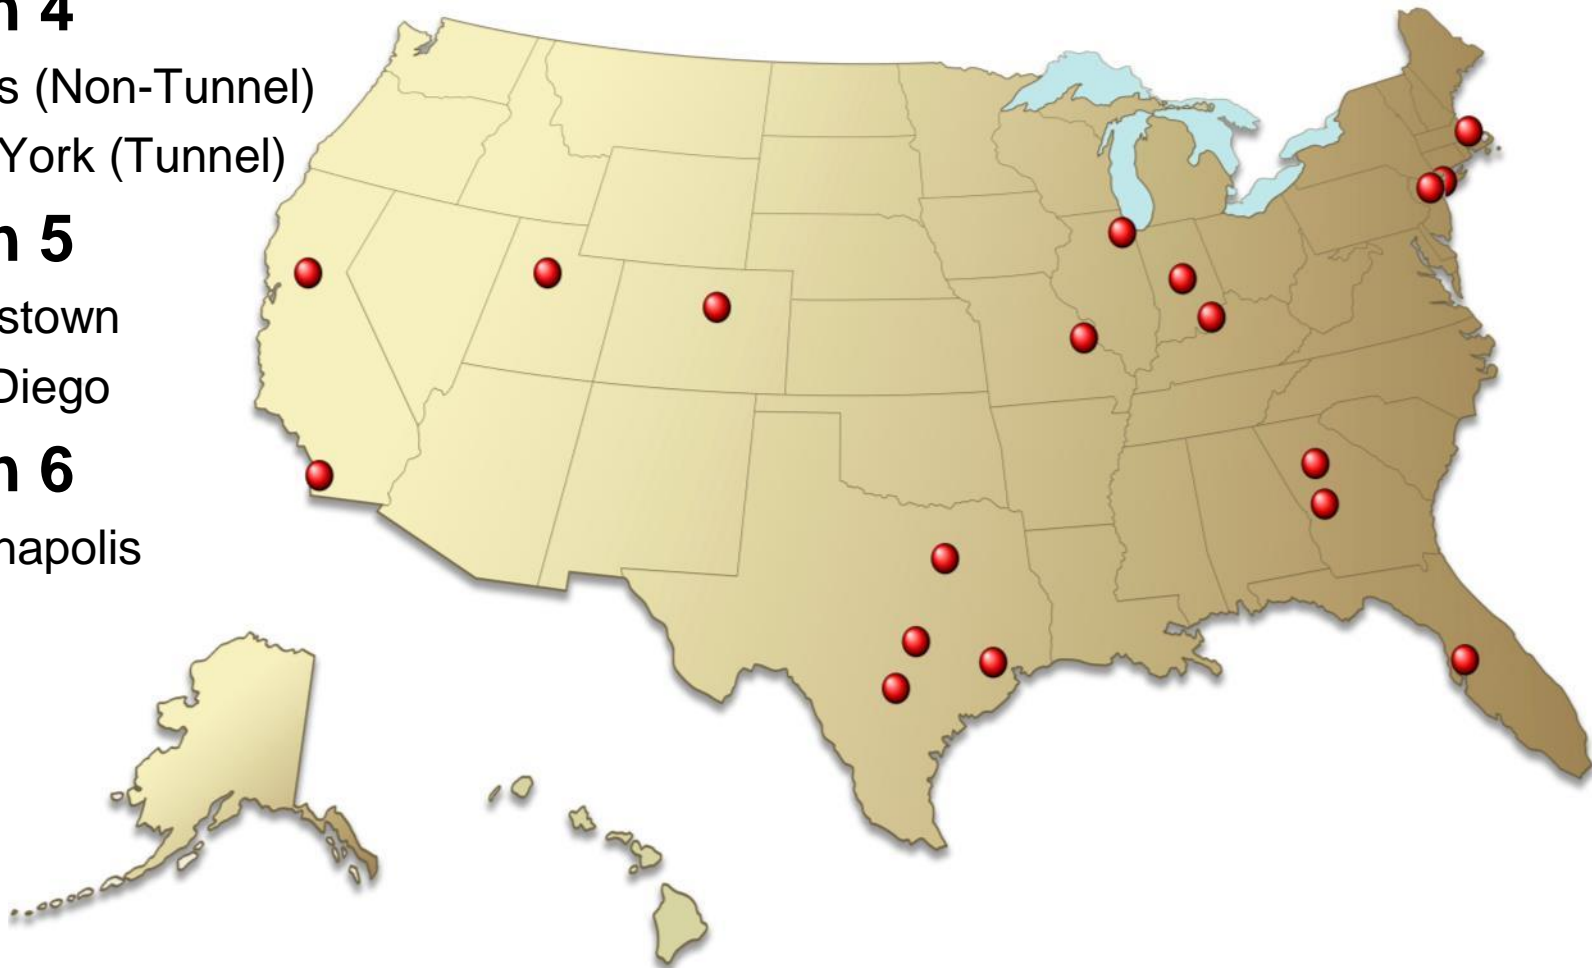 n 4
s (Non-Tunnel)
York (Tunnel)
n 5
stown
Diego
n 6
napolis